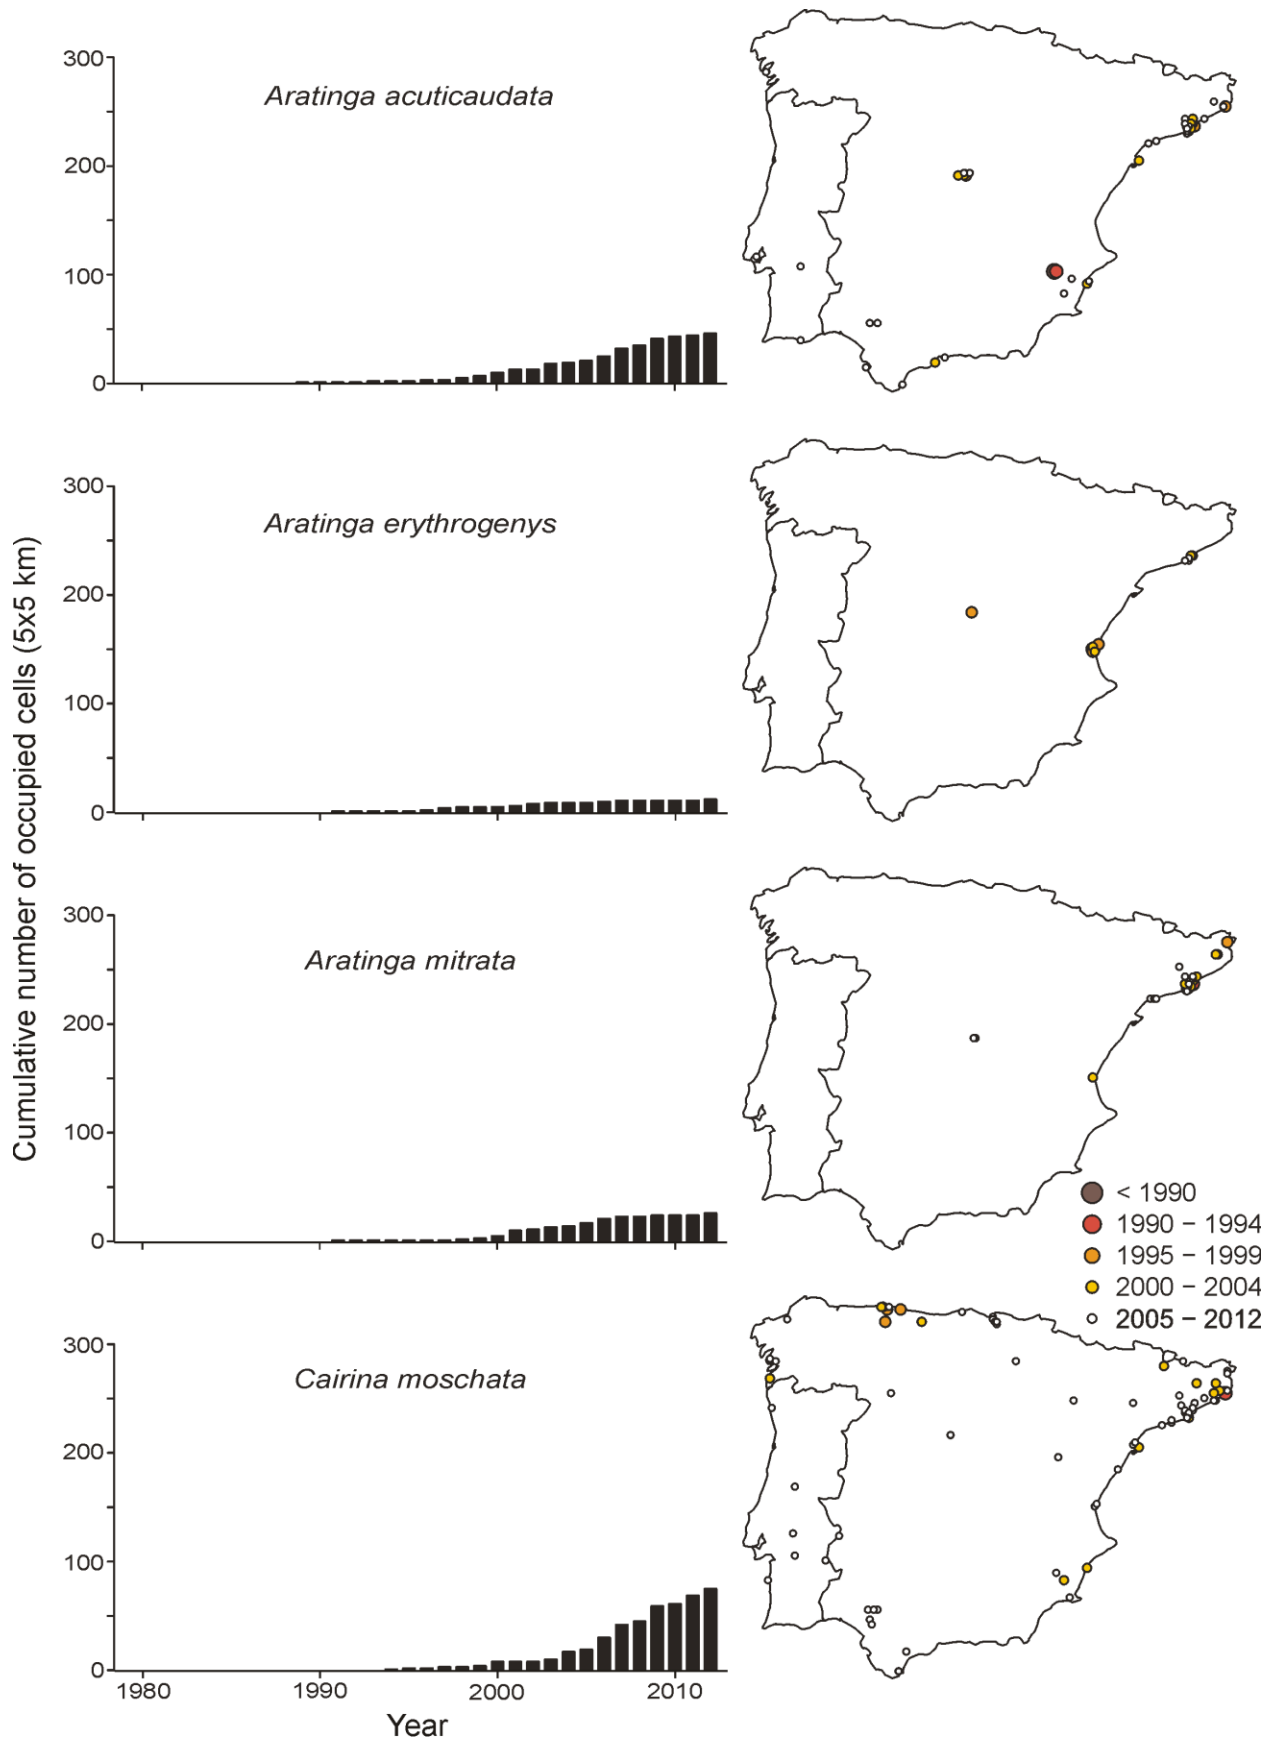 Cumulative number of occupied cells (5x5 km)
300
200
100
0
Aratinga acuticaudata
300
200
100
0
Aratinga erythrogenys
300
200
100
0
Aratinga mitrata
< 1990
1990 – 1994
1995 – 1999
2000 – 2004
2005 – 2012
300
200
100
0
Cairina moschata
1980 1990 2000 2010
Year